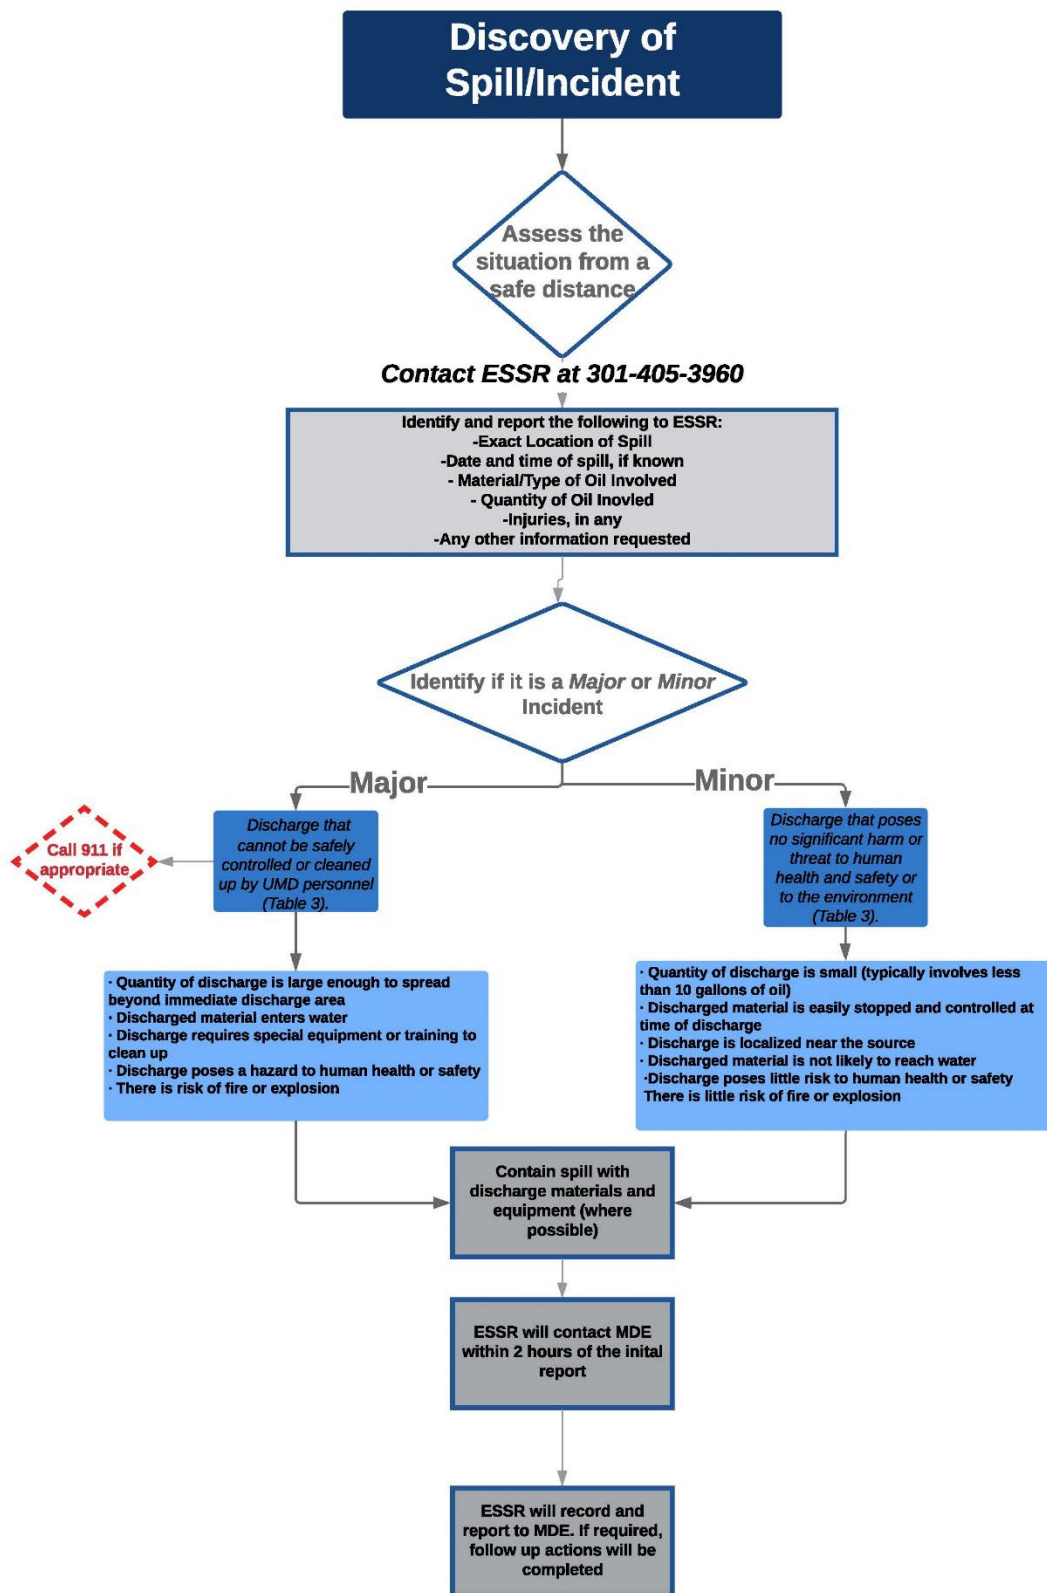 Discovery of
Spill/Incident
Assess the
situation from a
safe distance
Contact ESSR at 301-405-3960
Identify and report the following to ESSR:
-Exact Location of Spill
-Date and time of spill, if known
- Material/Type of Oil Involved
- Quantity of Oil Inovled
-Injuries, in any
-Any other information requested
Identify if it is a Major or Minor
Incident
Major
Minor
Call 911 if
appropriate
Discharge that
cannot be safely
controlled or cleaned
up by UMD personnel
(Table 3).
Discharge that poses
no significant harm or
threat to human
health and safety or
to the environment
(Table 3).
· Quantity of discharge is large enough to spread
beyond immediate discharge area
· Discharged material enters water
· Discharge requires special equipment or training to
clean up
· Discharge poses a hazard to human health or safety
· There is risk of fire or explosion
· Quantity of discharge is small (typically involves less
than 10 gallons of oil)
· Discharged material is easily stopped and controlled at
time of discharge
· Discharge is localized near the source
· Discharged material is not likely to reach water
·Discharge poses little risk to human health or safety
There is little risk of fire or explosion
Contain spill with
discharge materials and
equipment (where
possible)
ESSR will contact MDE
within 2 hours of the inital
report
ESSR will record and
report to MDE. If required,
follow up actions will be
completed